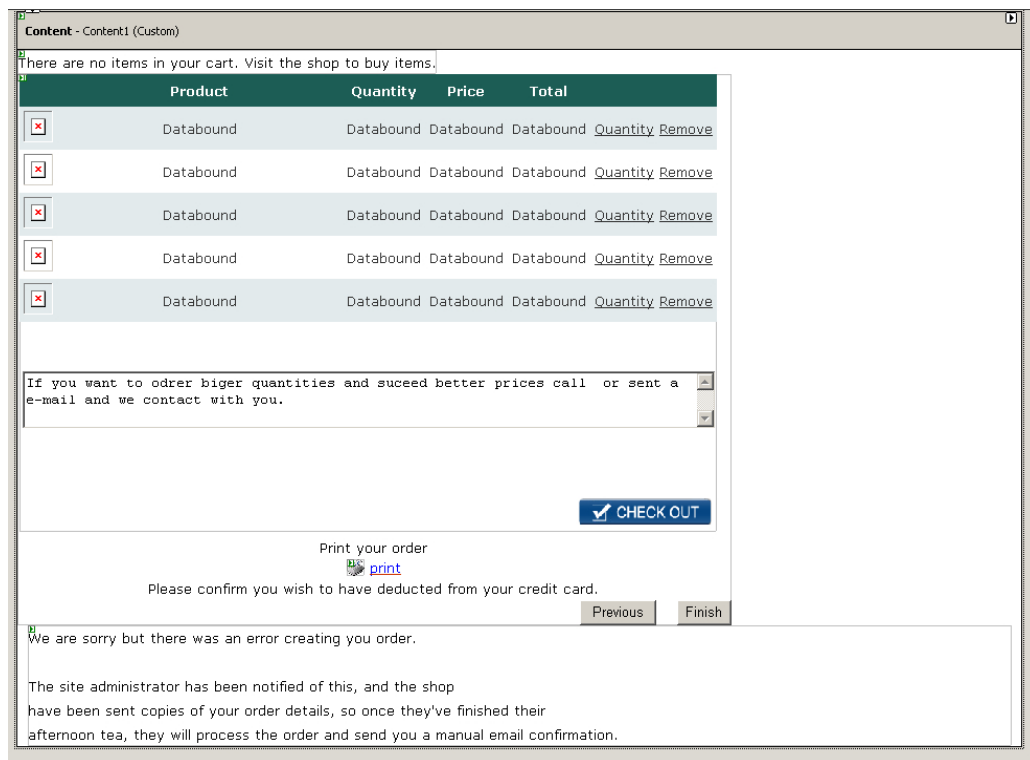 Content - Content1 (Custom)
There are no items in your cart. Visit the shop to buy items.
Product Quantity Price Total
Databound Databound Databound Databound Quantity Remove
Databound Databound Databound Databound Quantity Remove
Databound Databound Databound Databound Quantity Remove
Databound Databound Databound Databound Quantity Remove
Databound Databound Databound Databound Quantity Remove
If you want to odrer biger quantities and suceed better prices call or sent a
e-mail and we contact with you.
CHECK OUT
Print your order
print
Please confirm you wish to have deducted from your credit card.
Previous Finish
We are sorry but there was an error creating you order.
The site administrator has been notified of this, and the shop
have been sent copies of your order details, so once they've finished their
afternoon tea, they will process the order and send you a manual email confirmation.